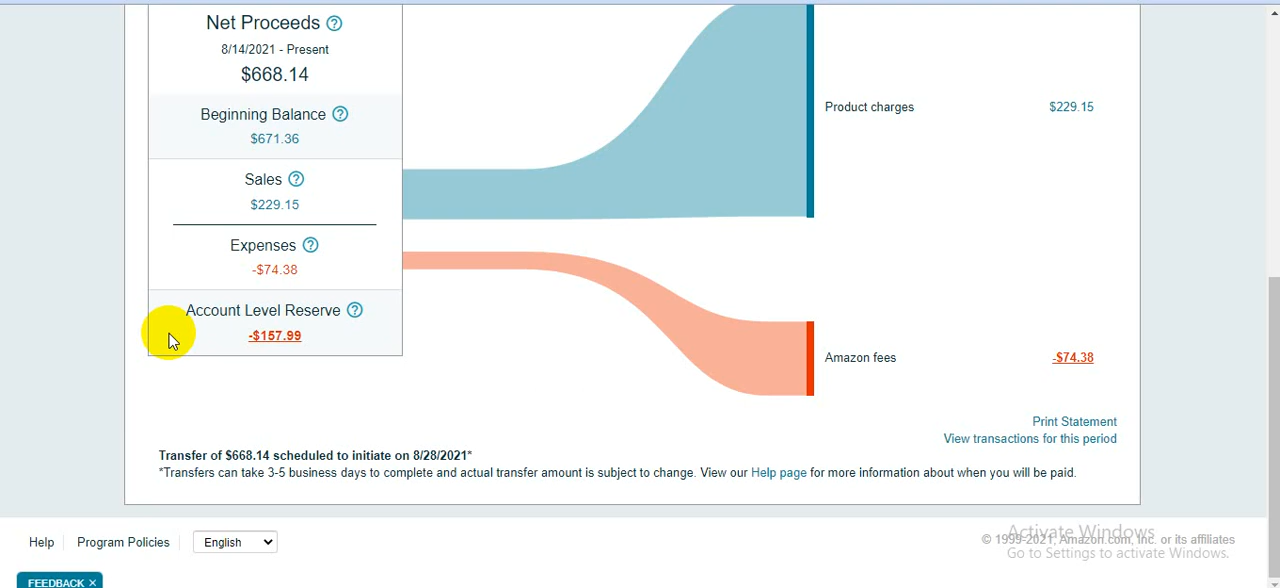 Net Proceeds ?
8/14/2021 - Present
$668.14
Beginning Balance ?
$671.36
Sales ?
$229.15
Expenses ?
-$74.38
Account Level Reserve ?
-$157.99
Product charges $229.15
Amazon fees -$74.38
Print Statement
View transactions for this period
Transfer of $668.14 scheduled to initiate on 8/28/2021*
*Transfers can take 3-5 business days to complete and actual transfer amount is subject to change. View our Help page for more information about when you will be paid.
Help Program Policies English
© 1999-2021, Amazon.com, Inc. or its affiliates
Activate Windows
Go to Settings to activate Windows.
FEEDBACK ×